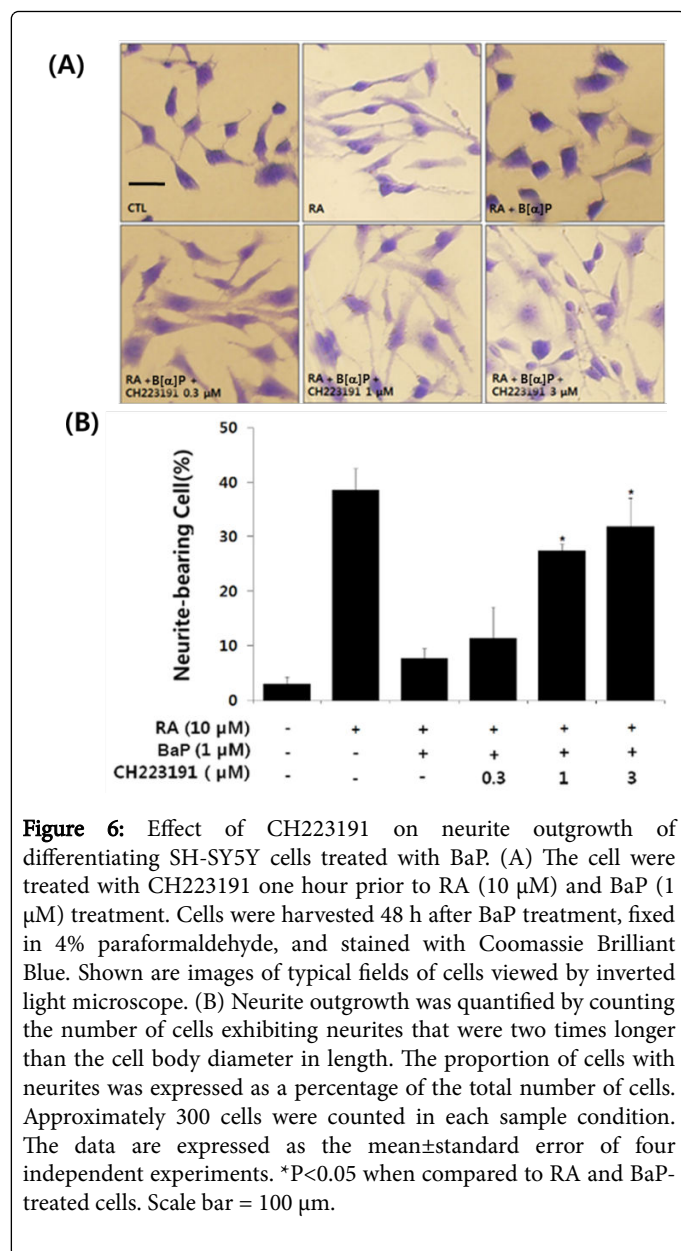 (A)
CTL
RA
RA + B[α]P
RA + B[α]P +
CH223191 0.3 μM
RA + B[α]P +
CH223191 1 μM
RA + B[α]P +
CH223191 3 μM
(B)
Neurite-bearing Cell(%)
50
40
30
20
10
0
* *
RA (10 μM) - + + + + +
BaP (1 μM) - - + + + +
CH223191 ( μM) - - - 0.3 1 3
Figure 6: Effect of CH223191 on neurite outgrowth of
differentiating SH-SY5Y cells treated with BaP. (A) The cell were
treated with CH223191 one hour prior to RA (10 μM) and BaP (1
μM) treatment. Cells were harvested 48 h after BaP treatment, fixed
in 4% paraformaldehyde, and stained with Coomassie Brilliant
Blue. Shown are images of typical fields of cells viewed by inverted
light microscope. (B) Neurite outgrowth was quantified by counting
the number of cells exhibiting neurites that were two times longer
than the cell body diameter in length. The proportion of cells with
neurites was expressed as a percentage of the total number of cells.
Approximately 300 cells were counted in each sample condition.
The data are expressed as the mean±standard error of four
independent experiments. *P<0.05 when compared to RA and BaP-
treated cells. Scale bar = 100 μm.